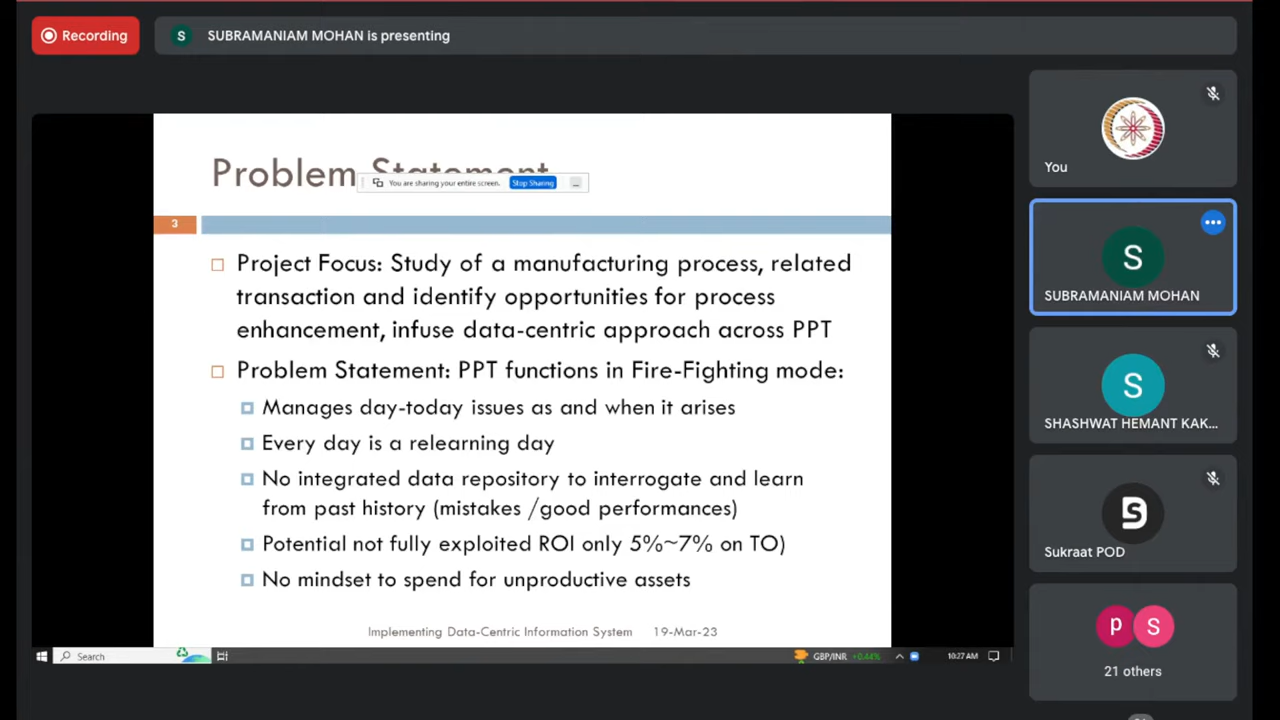 Recording
S
SUBRAMANIAM MOHAN is presenting
Problem Statement
You are sharing your entire screen.
Stop Sharing
...
3
Project Focus: Study of a manufacturing process, related
transaction and identify opportunities for process
enhancement, infuse data-centric approach across PPT
Problem Statement: PPT functions in Fire-Fighting mode:
Manages day-today issues as and when it arises
Every day is a relearning day
No integrated data repository to interrogate and learn
from past history (mistakes /good performances)
Potential not fully exploited ROI only 5%~7% on TO)
No mindset to spend for unproductive assets
Implementing Data-Centric Information System 19-Mar-23
Search
GBP/INR +0.44%
10:27 AM
You
S
SUBRAMANIAM MOHAN
S
SHASHWAT HEMANT KAK...
Sukraat POD
P S
21 others